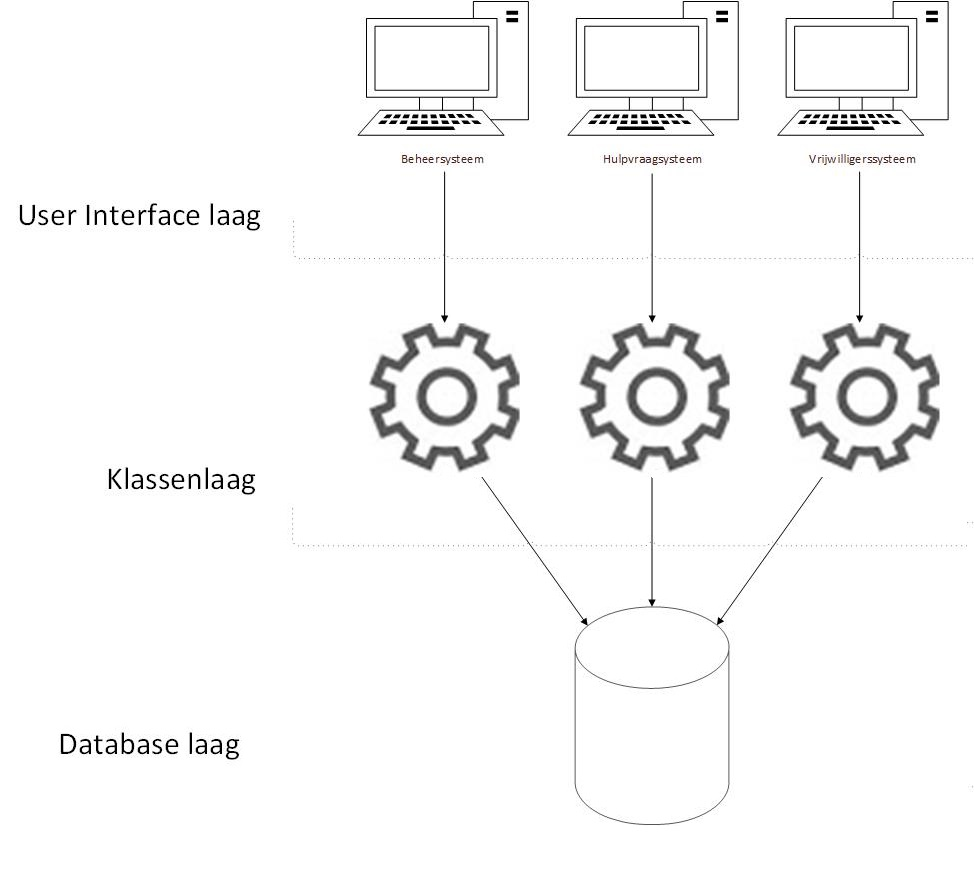 Beheersysteem
Hulpvraagsysteem
Vrijwilligerssysteem
User Interface laag
Klassenlaag
Database laag